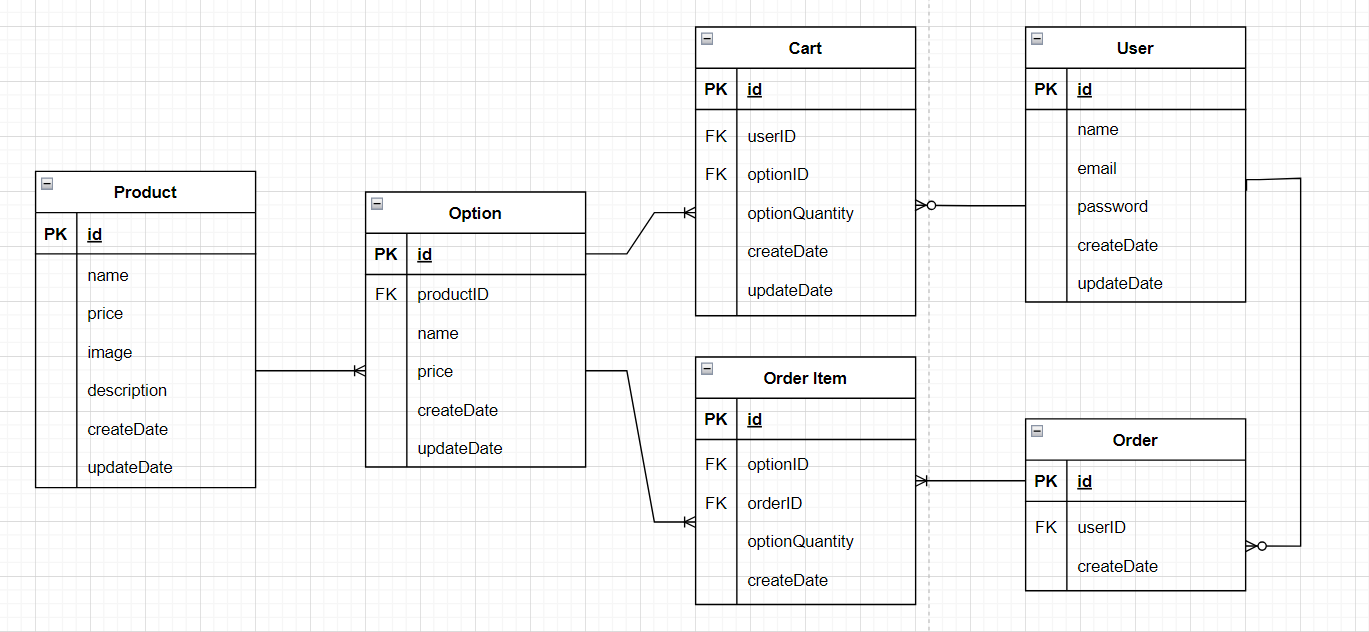 Product
PK id
name
price
image
description
createDate
updateDate
Option
PK id
FK productID
name
price
createDate
updateDate
Cart
PK id
FK userID
FK optionID
optionQuantity
createDate
updateDate
Order Item
PK id
FK optionID
FK orderID
optionQuantity
createDate
User
PK id
name
email
password
createDate
updateDate
Order
PK id
FK userID
createDate